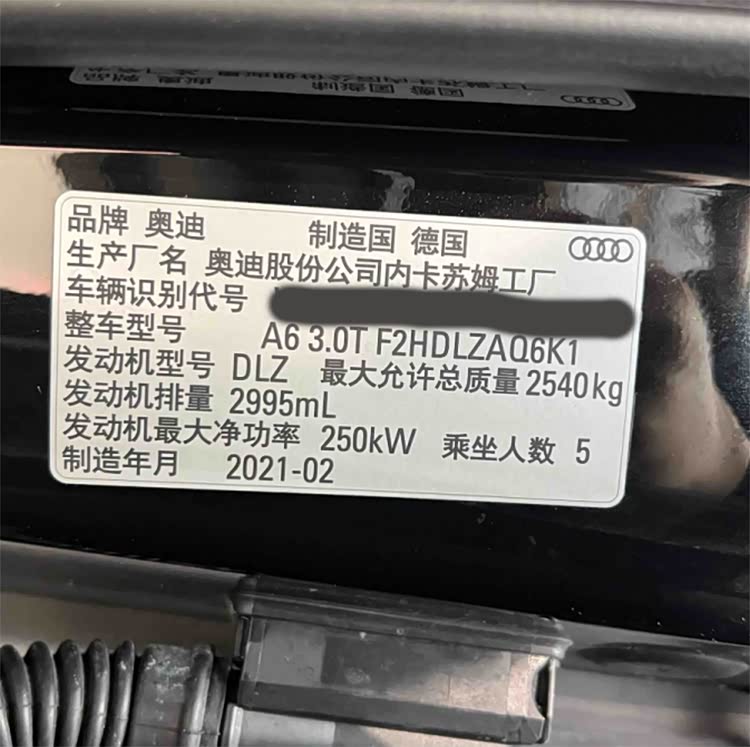 品牌 奥迪 制造国 德国
生产厂名 奥迪股份公司内卡苏姆工厂
车辆识别代号
整车型号 A6 3.0T F2HDLZAQ6K1
发动机型号 DLZ 最大允许总质量 2540kg
发动机排量 2995mL
发动机最大净功率 250kW 乘坐人数 5
制造年月 2021-02